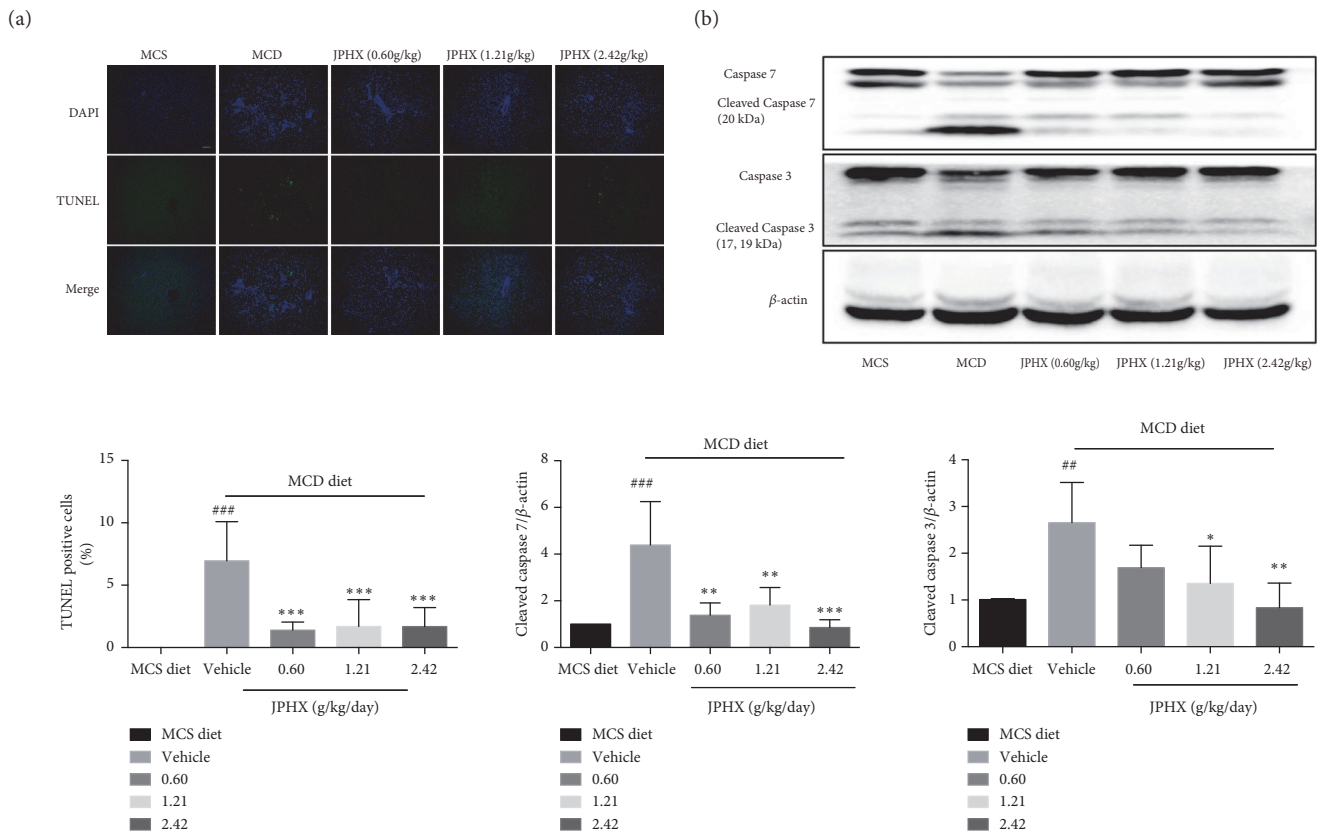 (a)
MCS MCD JPHX (0.60g/kg) JPHX (1.21g/kg) JPHX (2.42g/kg)
DAPI
TUNEL
Merge
(b)
Caspase 7
Cleaved Caspase 7
(20 kDa)
Caspase 3
Cleaved Caspase 3
(17, 19 kDa)
β-actin
MCS MCD JPHX (0.60g/kg) JPHX (1.21g/kg) JPHX (2.42g/kg)
TUNEL positive cells
(%)
15
10
5
0
MCD diet
###
*** *** ***
MCS diet Vehicle 0.60 1.21 2.42
JPHX (g/kg/day)
MCS diet
Vehicle
0.60
1.21
2.42
Cleaved caspase 7/β-actin
8
6
4
2
0
MCD diet
###
** ** ***
MCS diet Vehicle 0.60 1.21 2.42
JPHX (g/kg/day)
MCS diet
Vehicle
0.60
1.21
2.42
Cleaved caspase 3/β-actin
4
3
2
1
0
MCD diet
##
* **
MCS diet Vehicle 0.60 1.21 2.42
JPHX (g/kg/day)
MCS diet
Vehicle
0.60
1.21
2.42